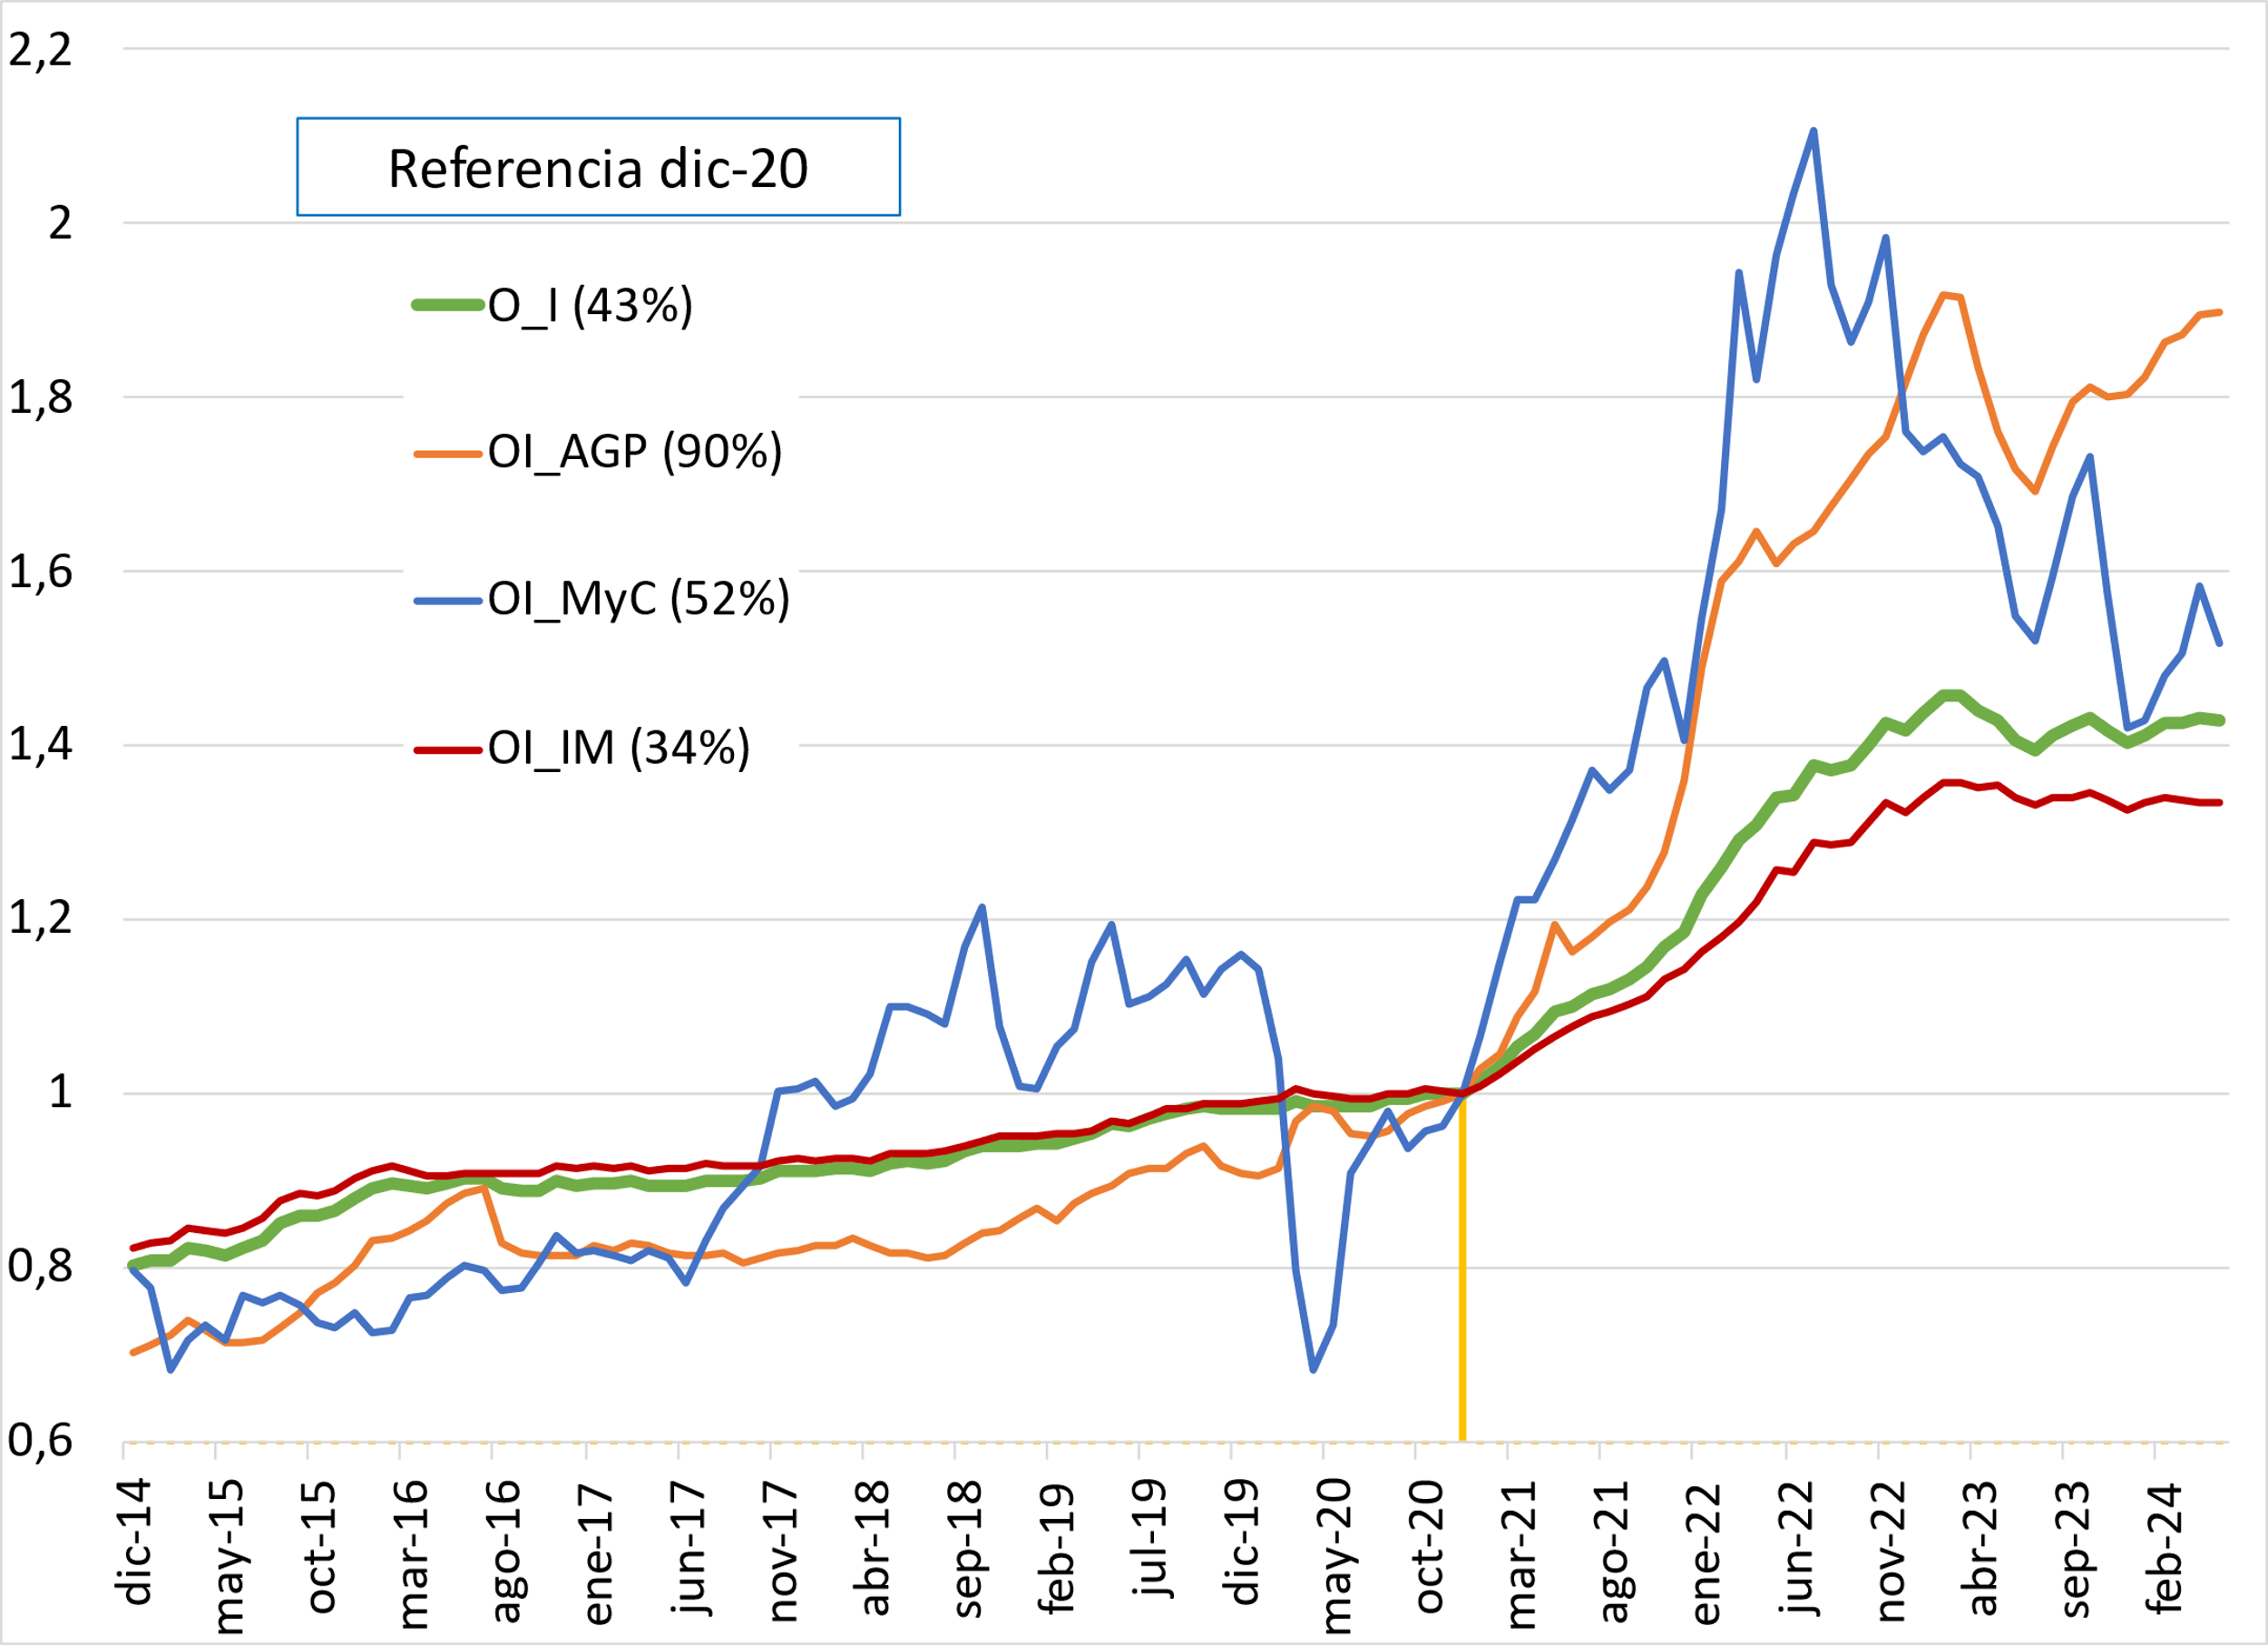 2,2
2
1,8
1,6
1,4
1,2
1
0,8
0,6
Referencia dic-20
O_I (43%)
OI_AGP (90%)
OI_MyC (52%)
OI_IM (34%)
dic-14
may-15
oct-15
mar-16
ago-16
ene-17
jun-17
nov-17
abr-18
sep-18
feb-19
jul-19
dic-19
may-20
oct-20
mar-21
ago-21
ene-22
jun-22
nov-22
abr-23
sep-23
feb-24